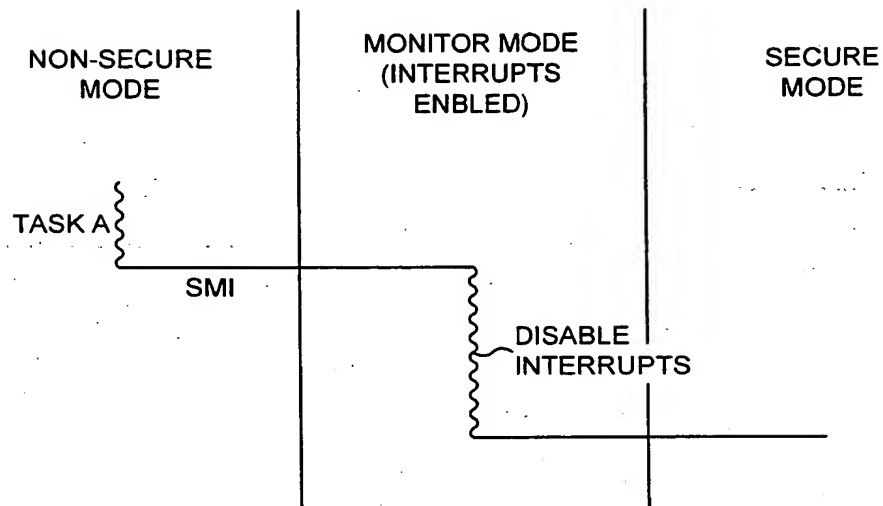 NON-SECURE
MODE
MONITOR MODE
(INTERRUPTS
ENBLED)
SECURE
MODE
TASK A
SMI
DISABLE
INTERRUPTS